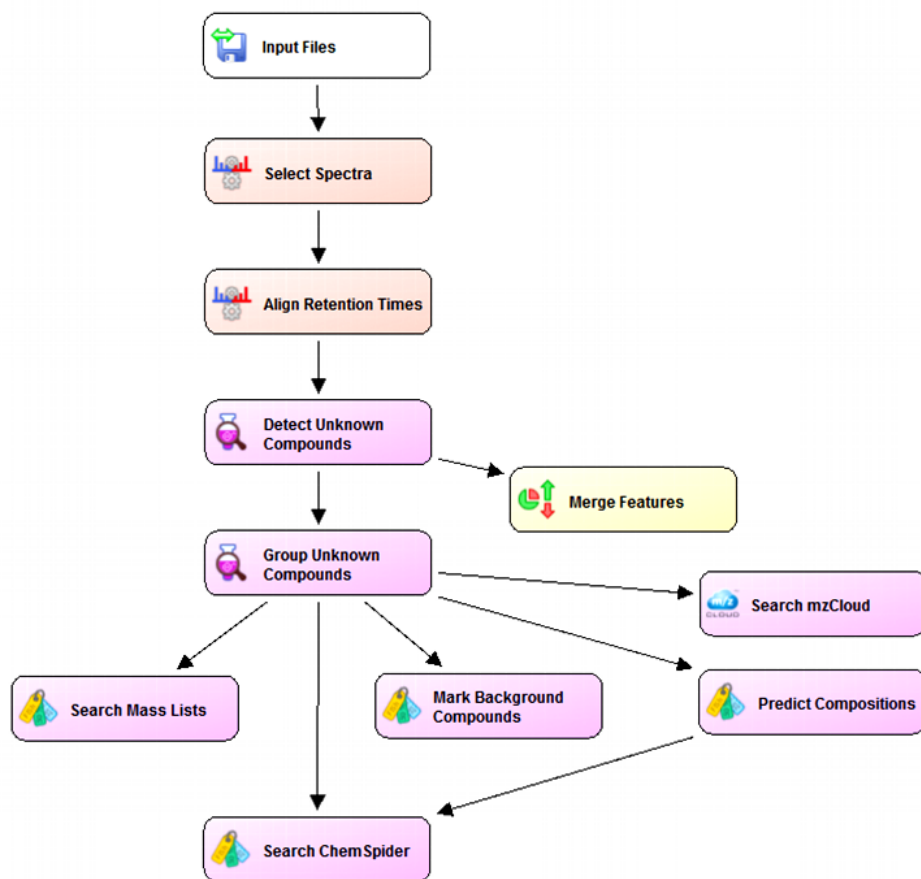 Input Files
Select Spectra
Align Retention Times
Detect Unknown
Compounds
Merge Features
Group Unknown
Compounds
m/z
CLOUD
Search mzCloud
Search Mass Lists
Mark Background
Compounds
Predict Compositions
Search ChemSpider